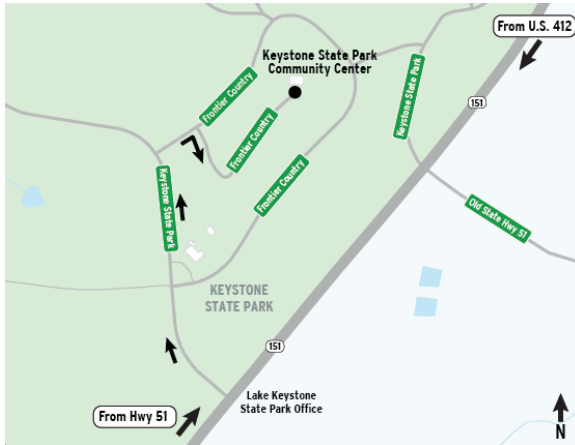 From U.S. 412
Keystone State Park
Community Center
Frontier Country
Keystone State Park
151
Frontier Country
Frontier Country
Keystone State Park
Old State Hwy 51
KEYSTONE
STATE PARK
151
Lake Keystone
State Park Office
From Hwy 51
N